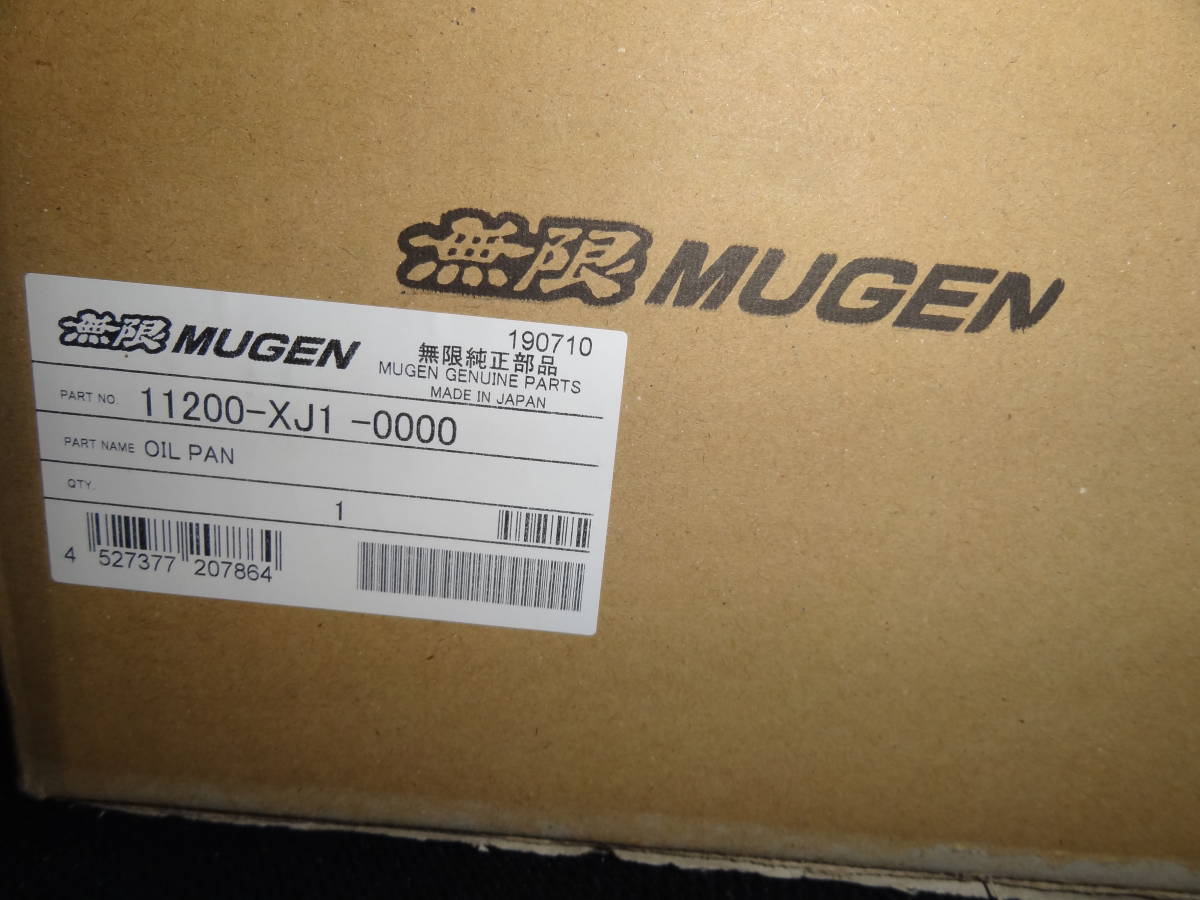 無限 MUGEN
無限 MUGEN
190710
無限純正部品
MUGEN GENUINE PARTS
MADE IN JAPAN
PART NO. 11200-XJ1 -0000
PART NAME OIL PAN
QTY. 1
4 527377 207864